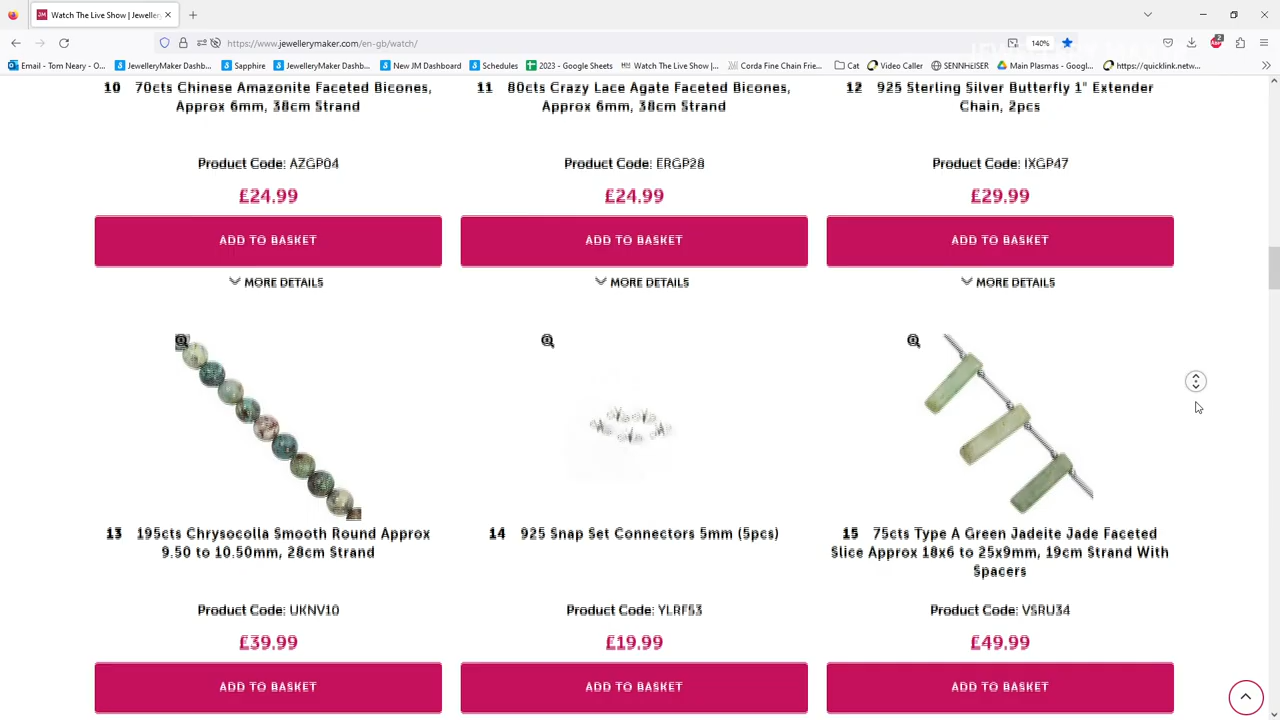 Watch The Live Show | Jewellery
https://www.jewellerymaker.com/en-gb/watch/
140%
2
Email - Tom Neary - O...
JewelleryMaker Dashb...
Sapphire
JewelleryMaker Dashb...
New JM Dashboard
Schedules
2023 - Google Sheets
Watch The Live Show |...
Corda Fine Chain Frie...
Cat
Video Caller
SENNHEISER
Main Plasmas - Googl...
https://quicklink.netw...
10 70cts Chinese Amazonite Faceted Bicones,
Approx 6mm, 38cm Strand
Product Code: AZGP04
£24.99
ADD TO BASKET
MORE DETAILS
11 80cts Crazy Lace Agate Faceted Bicones,
Approx 6mm, 38cm Strand
Product Code: ERGP28
£24.99
ADD TO BASKET
MORE DETAILS
12 925 Sterling Silver Butterfly 1" Extender
Chain, 2pcs
Product Code: IXGP47
£29.99
ADD TO BASKET
MORE DETAILS
13 195cts Chrysocolla Smooth Round Approx
9.50 to 10.50mm, 28cm Strand
Product Code: UKNV10
£39.99
ADD TO BASKET
14 925 Snap Set Connectors 5mm (5pcs)
Product Code: YLRF53
£19.99
ADD TO BASKET
15 75cts Type A Green Jadeite Jade Faceted
Slice Approx 18x6 to 25x9mm, 19cm Strand With
Spacers
Product Code: VSRU34
£49.99
ADD TO BASKET